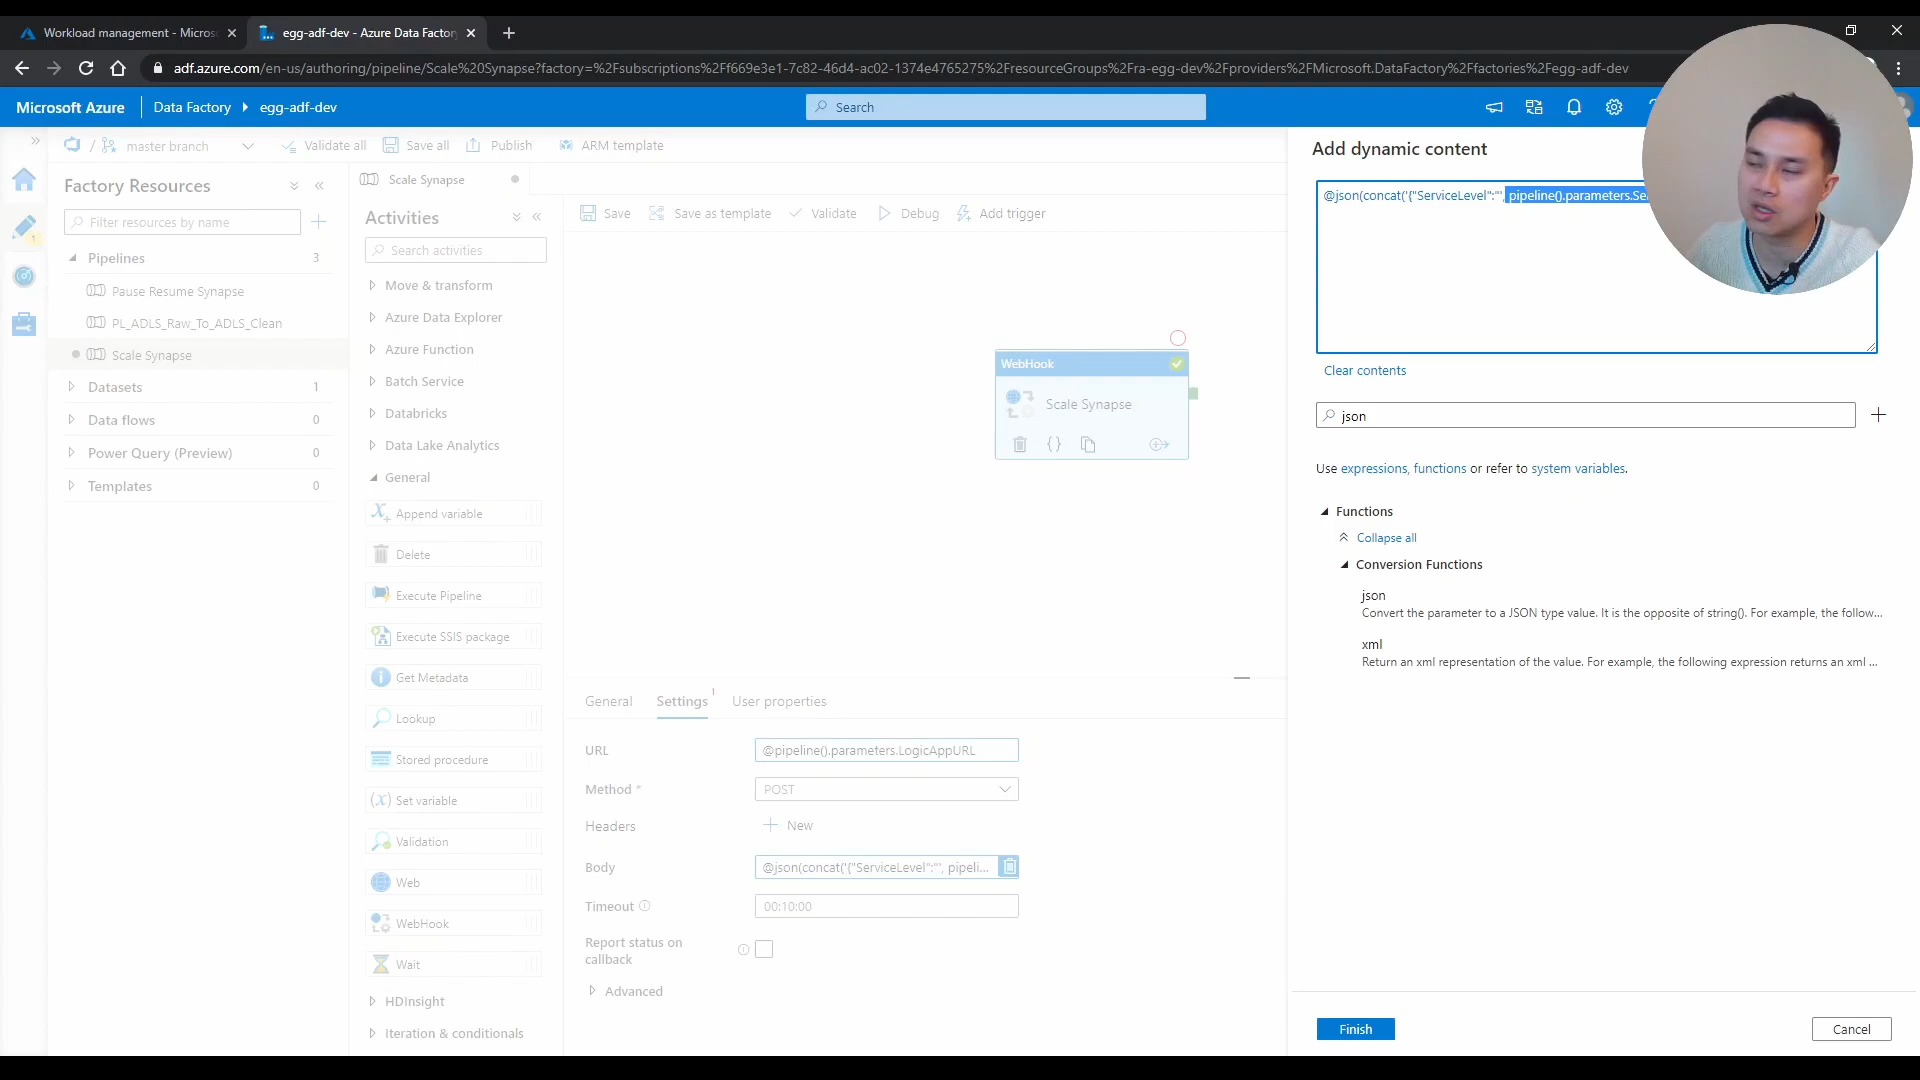 Workload management - Micros
egg-adf-dev - Azure Data Factory
adf.azure.com/en-us/authoring/pipeline/Scale%20Synapse?factory=%2Fsubscriptions%2Ff669e3e1-7c82-46d4-ac02-1374e4765275%2FresourceGroups%2Fra-egg-dev%2Fproviders%2FMicrosoft.DataFactory%2Ffactories%2Fegg-adf-dev
Microsoft Azure
Data Factory
egg-adf-dev
Search
/ master branch
Validate all
Save all
Publish
ARM template
Factory Resources
Filter resources by name
Pipelines 3
Pause Resume Synapse
PL_ADLS_Raw_To_ADLS_Clean
Scale Synapse
Datasets 1
Data flows 0
Power Query (Preview) 0
Templates 0
Scale Synapse
Activities
Search activities
Move & transform
Azure Data Explorer
Azure Function
Batch Service
Databricks
Data Lake Analytics
General
Append variable
Delete
Execute Pipeline
Execute SSIS package
Get Metadata
Lookup
Stored procedure
Set variable
Validation
Web
WebHook
Wait
HDInsight
Iteration & conditionals
Save
Save as template
Validate
Debug
Add trigger
WebHook
Scale Synapse
General
Settings 1
User properties
URL
@pipeline().parameters.LogicAppURL
Method *
POST
Headers
New
Body
@json(concat('{"ServiceLevel":"', pipeli...
Timeout
00:10:00
Report status on
callback
Advanced
Add dynamic content
@json(concat('{"ServiceLevel":"', pipeline().parameters.Se
Clear contents
json
Use expressions, functions or refer to system variables.
Functions
Collapse all
Conversion Functions
json
Convert the parameter to a JSON type value. It is the opposite of string(). For example, the follow...
xml
Return an xml representation of the value. For example, the following expression returns an xml ...
Finish
Cancel